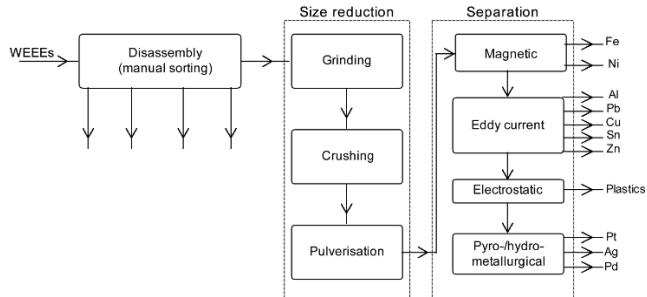 Size reduction
Separation
WEEEs
Disassembly
(manual sorting)
Grinding
Crushing
Pulverisation
Magnetic
Fe
Ni
Eddy current
Al
Pb
Cu
Sn
Zn
Electrostatic
Plastics
Pyro-/hydro-
metallurgical
Pt
Ag
Pd